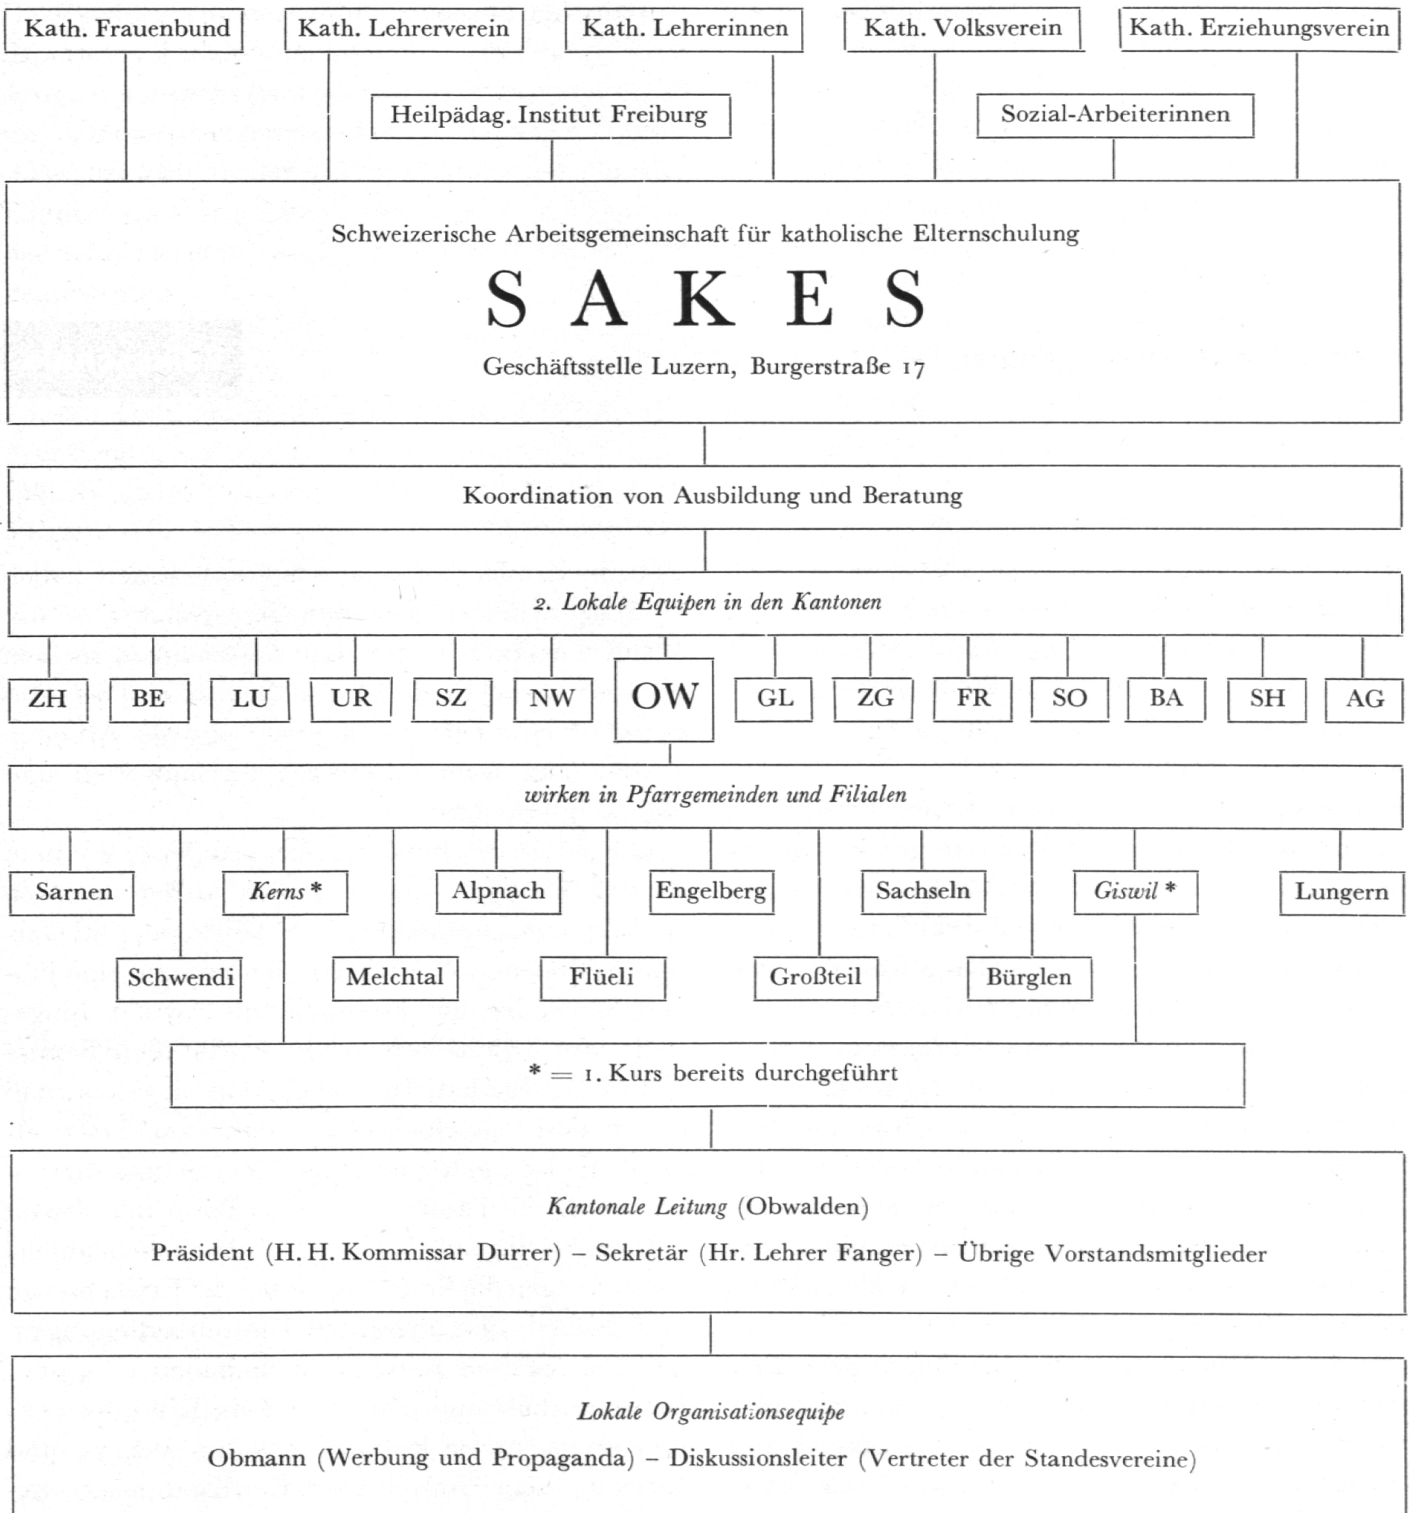 Kath. Frauenbund
Kath. Lehrerverein
Kath. Lehrerinnen
Kath. Volksverein
Kath. Erziehungsverein
Heilpädag. Institut Freiburg
Sozial-Arbeiterinnen
Schweizerische Arbeitsgemeinschaft für katholische Elternschulung
S A K E S
Geschäftsstelle Luzern, Burgerstraße 17
Koordination von Ausbildung und Beratung
2. Lokale Equipen in den Kantonen
ZH
BE
LU
UR
SZ
NW
OW
GL
ZG
FR
SO
BA
SH
AG
wirken in Pfarrgemeinden und Filialen
Sarnen
Kerns *
Alpnach
Engelberg
Sachseln
Giswil *
Lungern
Schwendi
Melchtal
Flüeli
Großteil
Bürglen
* = 1. Kurs bereits durchgeführt
Kantonale Leitung (Obwalden)
Präsident (H. H. Kommissar Durrer) – Sekretär (Hr. Lehrer Fanger) – Übrige Vorstandsmitglieder
Lokale Organisationsequipe
Obmann (Werbung und Propaganda) – Diskussionsleiter (Vertreter der Standesvereine)